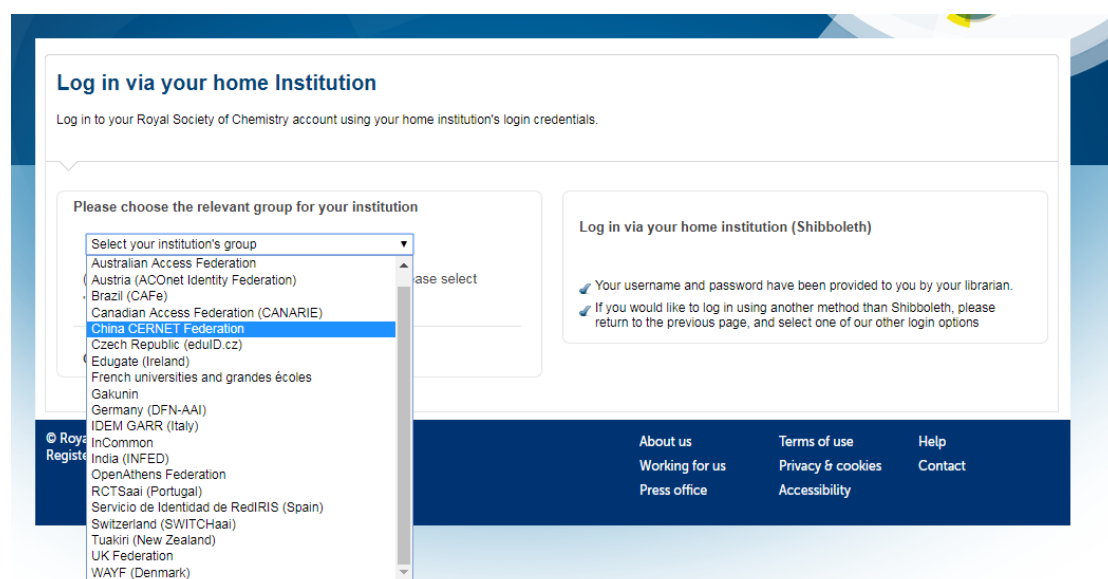 Log in via your home Institution
Log in to your Royal Society of Chemistry account using your home institution's login credentials.
Please choose the relevant group for your institution
Select your institution's group
Australian Access Federation
Austria (ACOnet Identity Federation)
ase select
Brazil (CAFe)
Canadian Access Federation (CANARIE)
China CERNET Federation
Czech Republic (eduID.cz)
Edugate (Ireland)
French universities and grandes écoles
Gakunin
Germany (DFN-AAI)
IDEM GARR (Italy)
InCommon
India (INFED)
OpenAthens Federation
RCTSaai (Portugal)
Servicio de Identidad de RedIRIS (Spain)
Switzerland (SWITCHaai)
Tuakiri (New Zealand)
UK Federation
WAYF (Denmark)
Log in via your home institution (Shibboleth)
Your username and password have been provided to you by your librarian.
If you would like to log in using another method than Shibboleth, please
return to the previous page, and select one of our other login options
© Roya
Registe
About us
Working for us
Press office
Terms of use
Privacy & cookies
Accessibility
Help
Contact